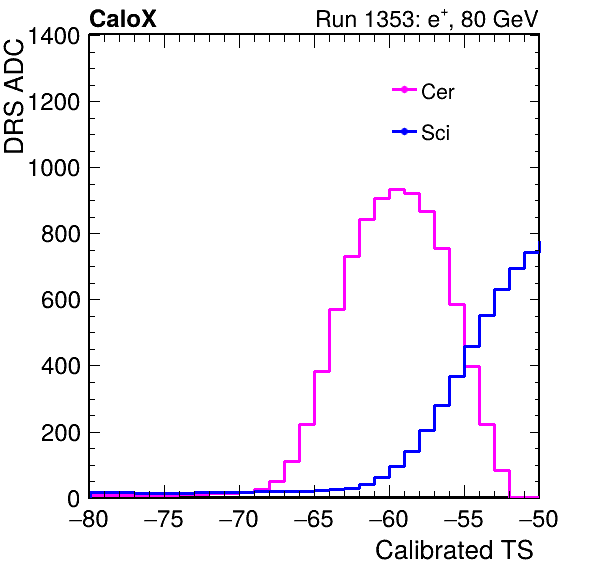 CaloX Run 1353: e⁺, 80 GeV
DRS ADC
1400
1200
1000
800
600
400
200
0
Cer
Sci
−80 −75 −70 −65 −60 −55 −50
Calibrated TS